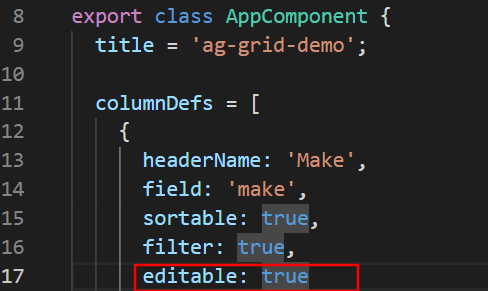 8 export class AppComponent {
9 title = 'ag-grid-demo';
10
11 columnDefs = [
12 {
13 headerName: 'Make',
14 field: 'make',
15 sortable: true,
16 filter: true,
17 editable: true